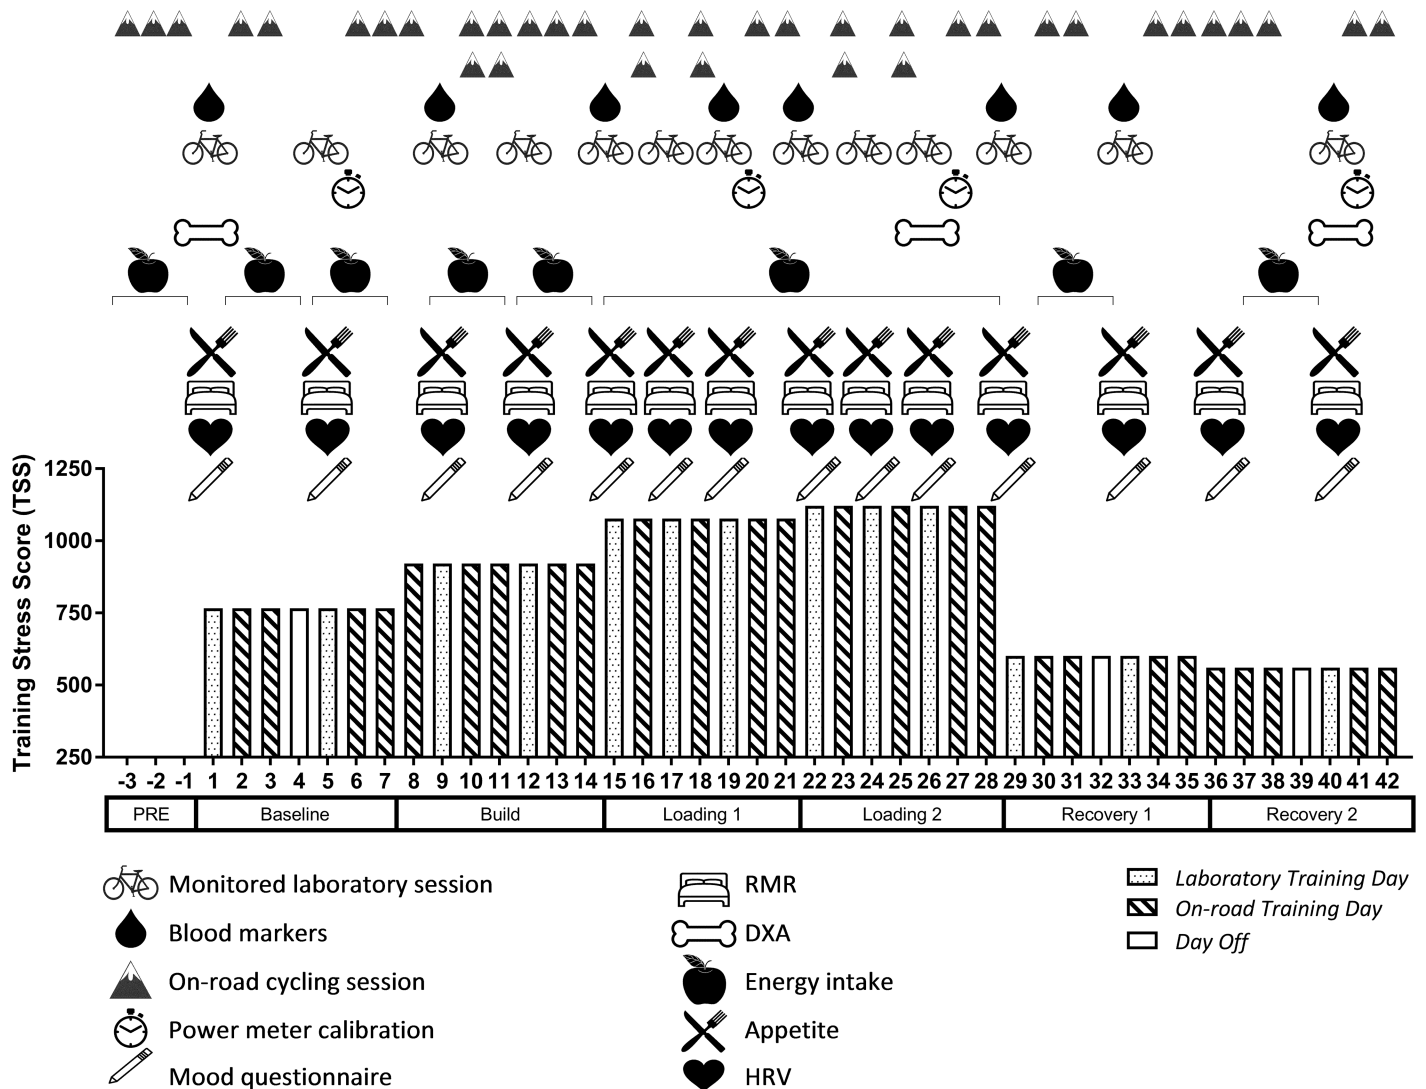 Training Stress Score (TSS)
1250
1000
750
500
250
-3 -2 -1 1 2 3 4 5 6 7 8 9 10 11 12 13 14 15 16 17 18 19 20 21 22 23 24 25 26 27 28 29 30 31 32 33 34 35 36 37 38 39 40 41 42
PRE Baseline Build Loading 1 Loading 2 Recovery 1 Recovery 2
Monitored laboratory session
Blood markers
On-road cycling session
Power meter calibration
Mood questionnaire
RMR
DXA
Energy intake
Appetite
HRV
Laboratory Training Day
On-road Training Day
Day Off